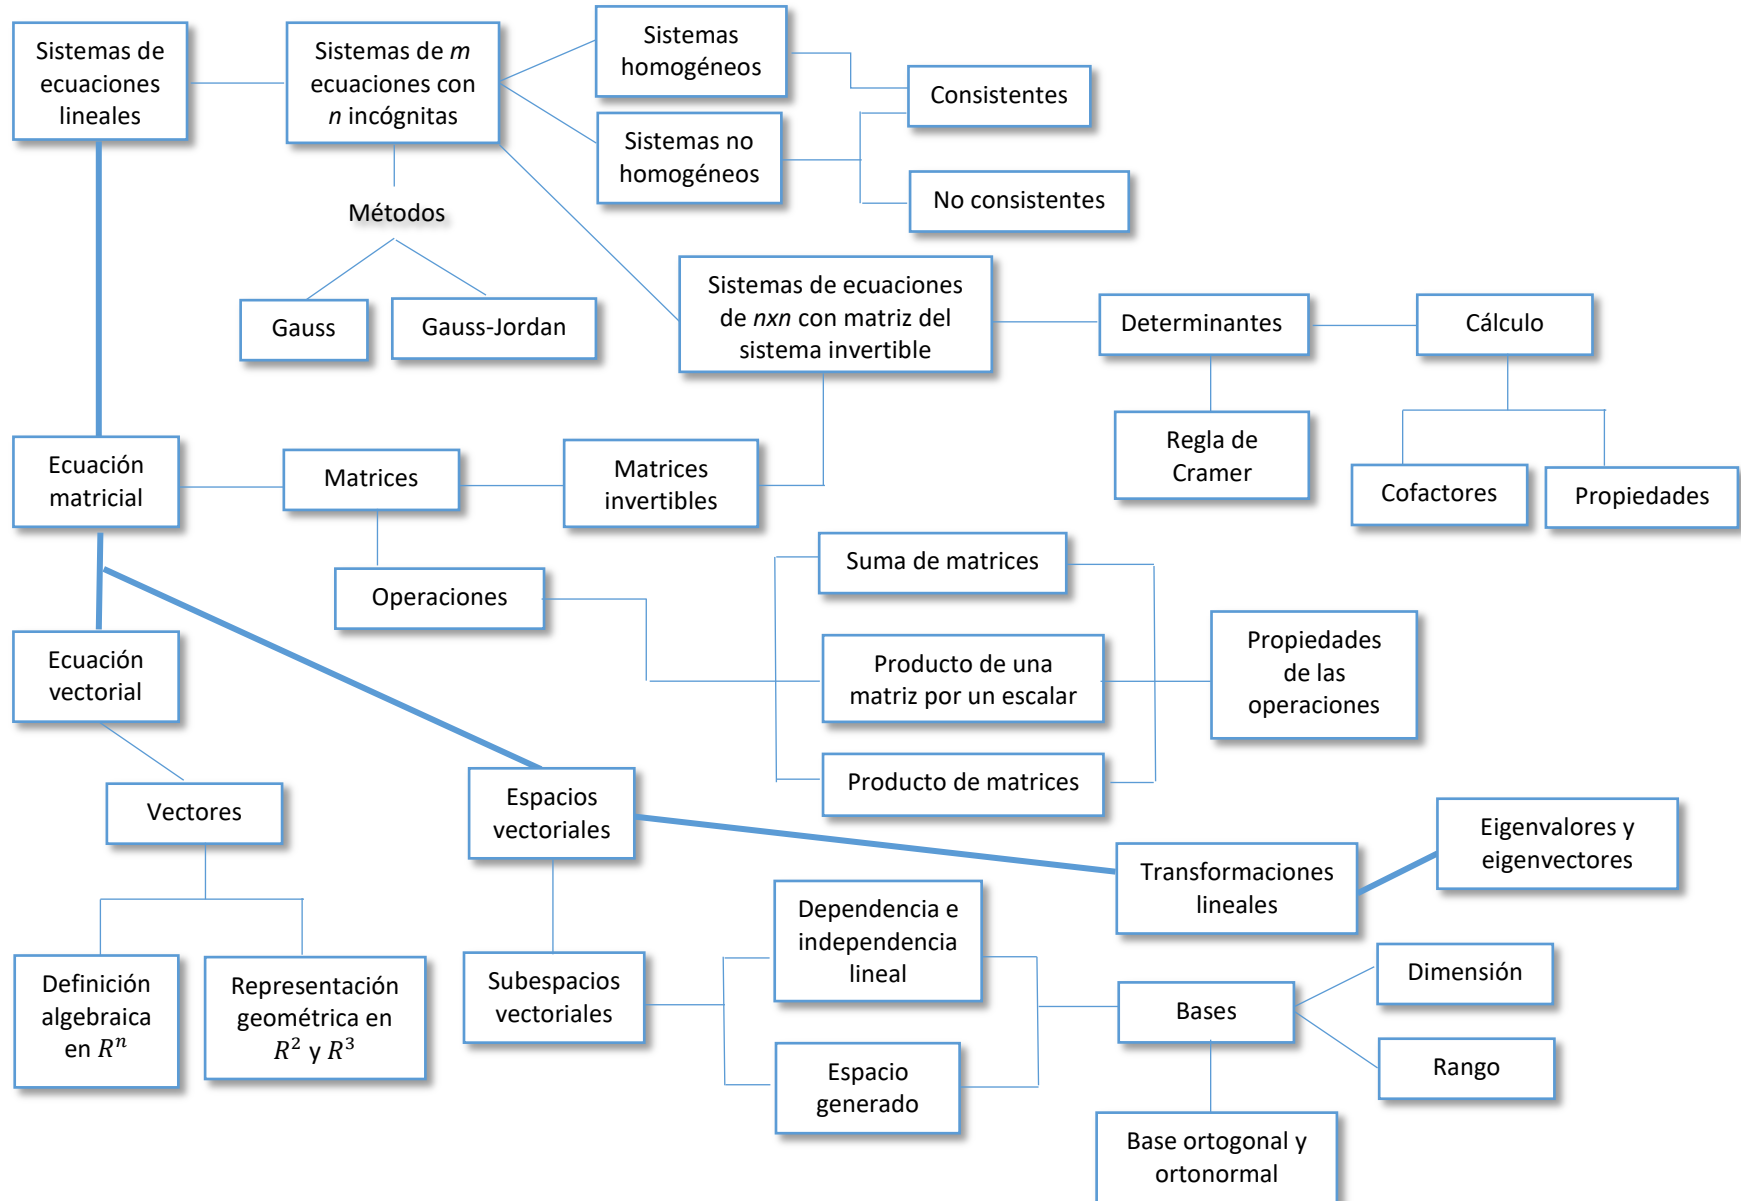 Sistemas de
ecuaciones
lineales
Sistemas de m
ecuaciones con
n incógnitas
Sistemas
homogéneos
Consistentes
Sistemas no
homogéneos
No consistentes
Métodos
Gauss
Gauss-Jordan
Sistemas de ecuaciones
de nxn con matriz del
sistema invertible
Determinantes
Cálculo
Regla de
Cramer
Cofactores
Propiedades
Ecuación
matricial
Matrices
Matrices
invertibles
Operaciones
Suma de matrices
Producto de una
matriz por un escalar
Producto de matrices
Propiedades
de las
operaciones
Ecuación
vectorial
Vectores
Definición
algebraica
en Rⁿ
Representación
geométrica en
R² y R³
Espacios
vectoriales
Transformaciones
lineales
Eigenvalores y
eigenvectores
Subespacios
vectoriales
Dependencia e
independencia
lineal
Espacio
generado
Bases
Dimensión
Rango
Base ortogonal y
ortonormal